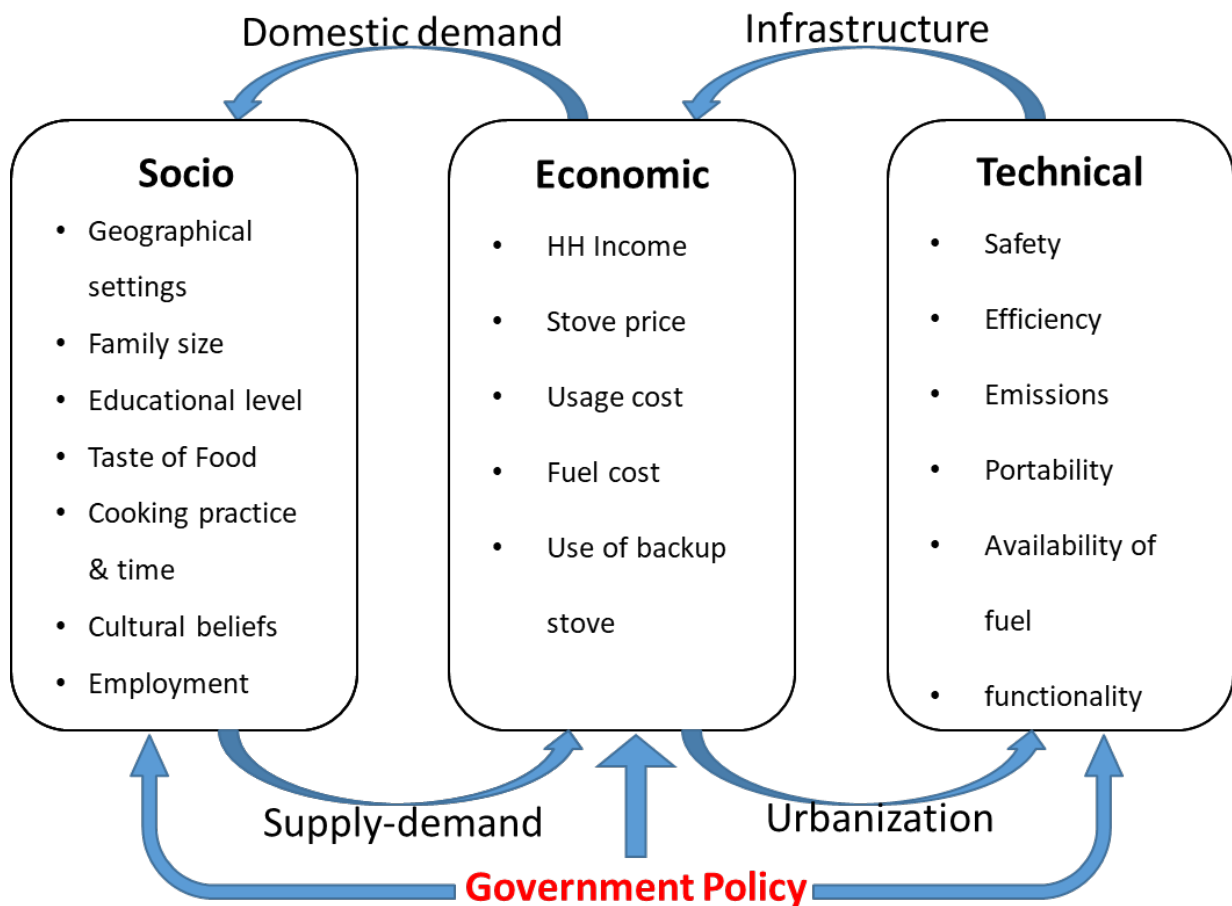 Domestic demand
Infrastructure
Socio
• Geographical
settings
• Family size
• Educational level
• Taste of Food
• Cooking practice
& time
• Cultural beliefs
• Employment
Economic
• HH Income
• Stove price
• Usage cost
• Fuel cost
• Use of backup
stove
Technical
• Safety
• Efficiency
• Emissions
• Portability
• Availability of
fuel
• functionality
Supply-demand
Urbanization
Government Policy